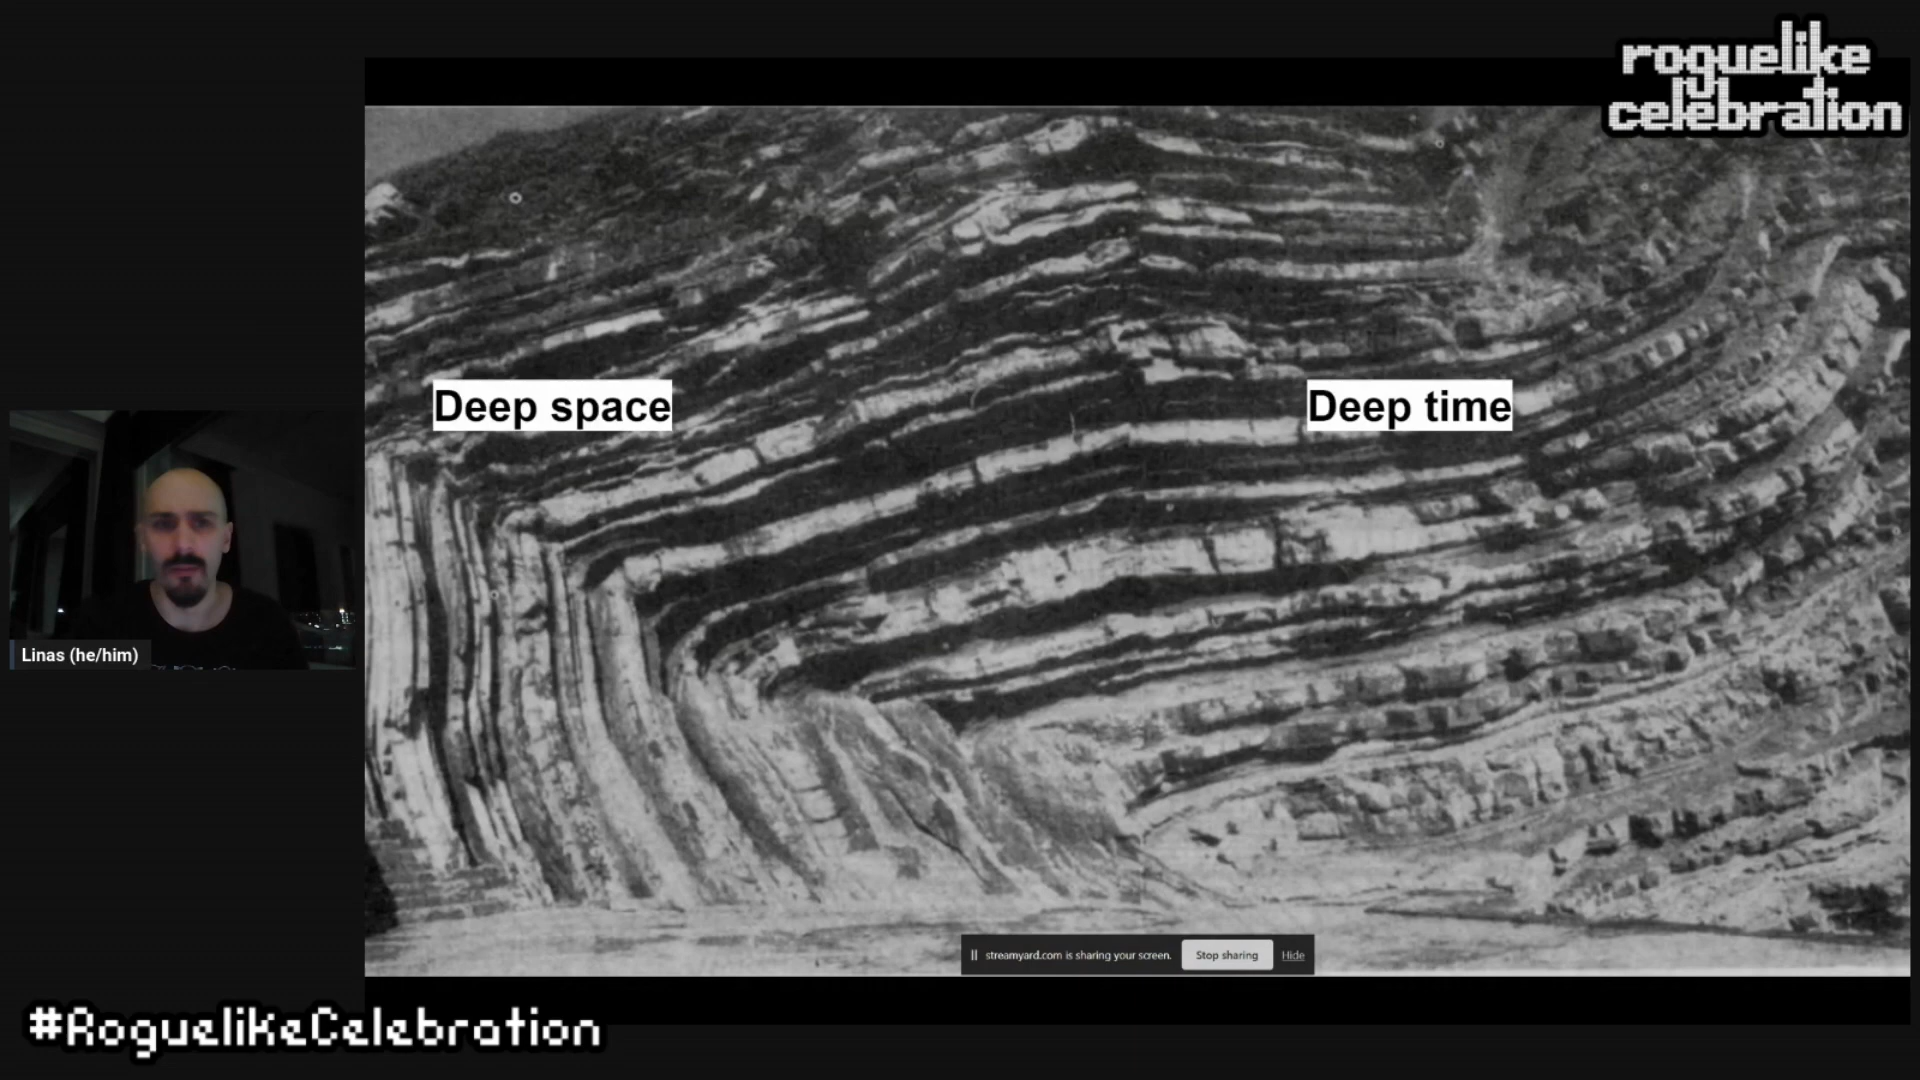 roguelike
celebration
Deep space
Deep time
Linas (he/him)
streamyard.com is sharing your screen.
Stop sharing
Hide
#RoguelikeCelebration